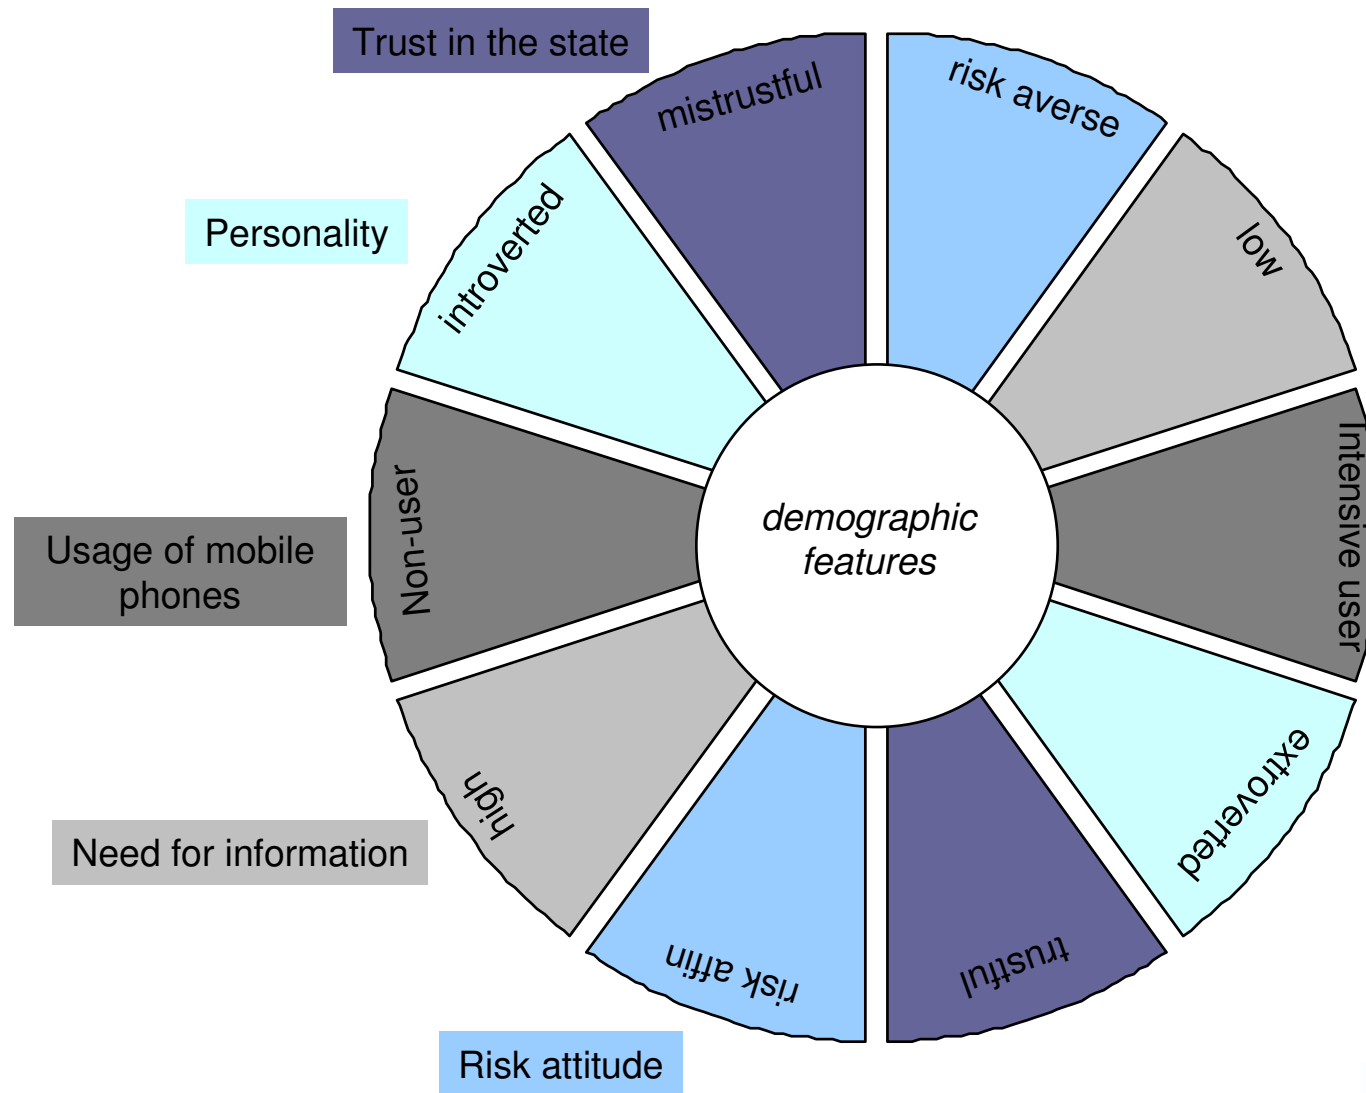 Trust in the state
mistrustful
risk averse
Personality
introverted
low
Non-user
Intensive user
Usage of mobile
phones
demographic
features
high
extroverted
Need for information
risk affin
trustful
Risk attitude